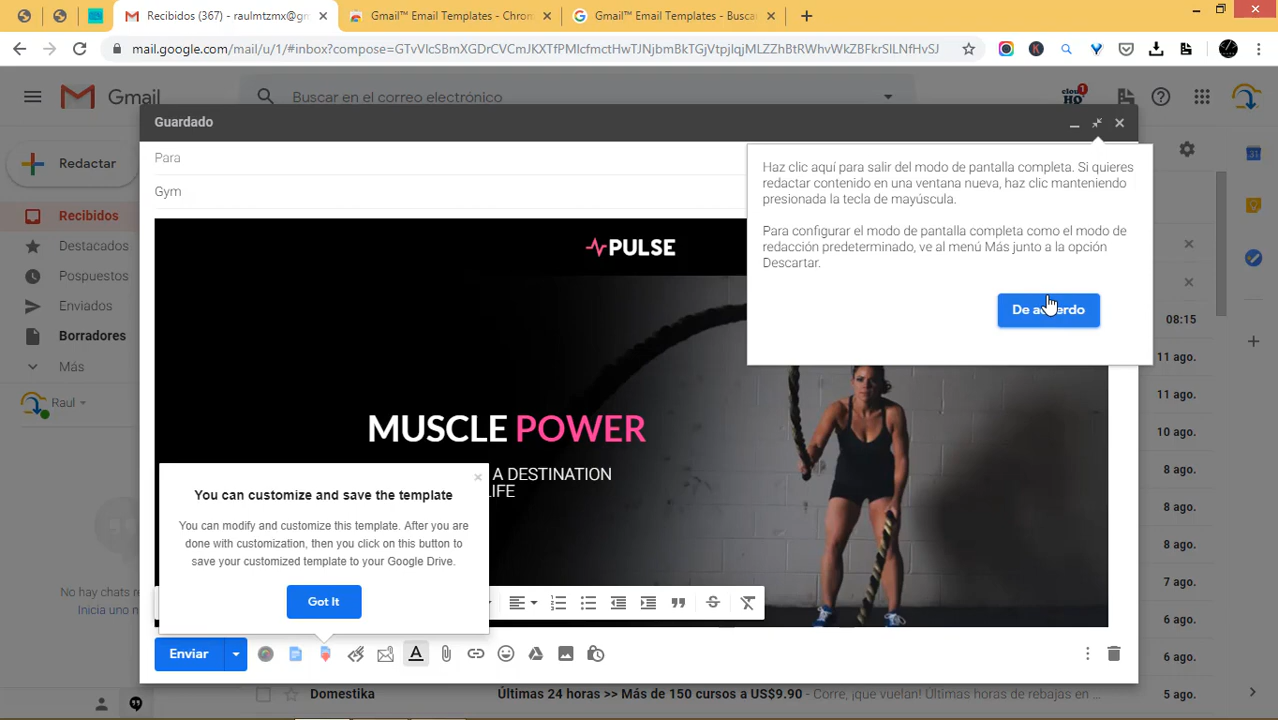 Recibidos (367) - raulmtzmx@gm
Gmail™ Email Templates - Chrom
Gmail™ Email Templates - Busca
mail.google.com/mail/u/1/#inbox?compose=GTvVlcSBmXGDrCVCmJKXTfPMlcfmctHwTJNjbmBkTGjVtpjlqjMLZZhBtRWhvWkZBFkrSlLNfHvSJ
Gmail
Buscar en el correo electrónico
cloud
HQ
1
Redactar
Recibidos
Destacados
Pospuestos
Enviados
Borradores
Más
Raul
No hay chats re
Inicia uno n
Guardado
Para
Gym
Haz clic aquí para salir del modo de pantalla completa. Si quieres
redactar contenido en una ventana nueva, haz clic manteniendo
presionada la tecla de mayúscula.
Para configurar el modo de pantalla completa como el modo de
redacción predeterminado, ve al menú Más junto a la opción
Descartar.
De acuerdo
PULSE
MUSCLE POWER
A DESTINATION
LIFE
You can customize and save the template
You can modify and customize this template. After you are
done with customization, then you click on this button to
save your customized template to your Google Drive.
Got It
Enviar
08:15
11 ago.
11 ago.
10 ago.
8 ago.
8 ago.
8 ago.
8 ago.
7 ago.
6 ago.
6 ago.
Domestika
Últimas 24 horas >> Más de 150 cursos a US$9.90 - Corre, ¡que vuelan! Últimas horas de rebajas en
5 ago.